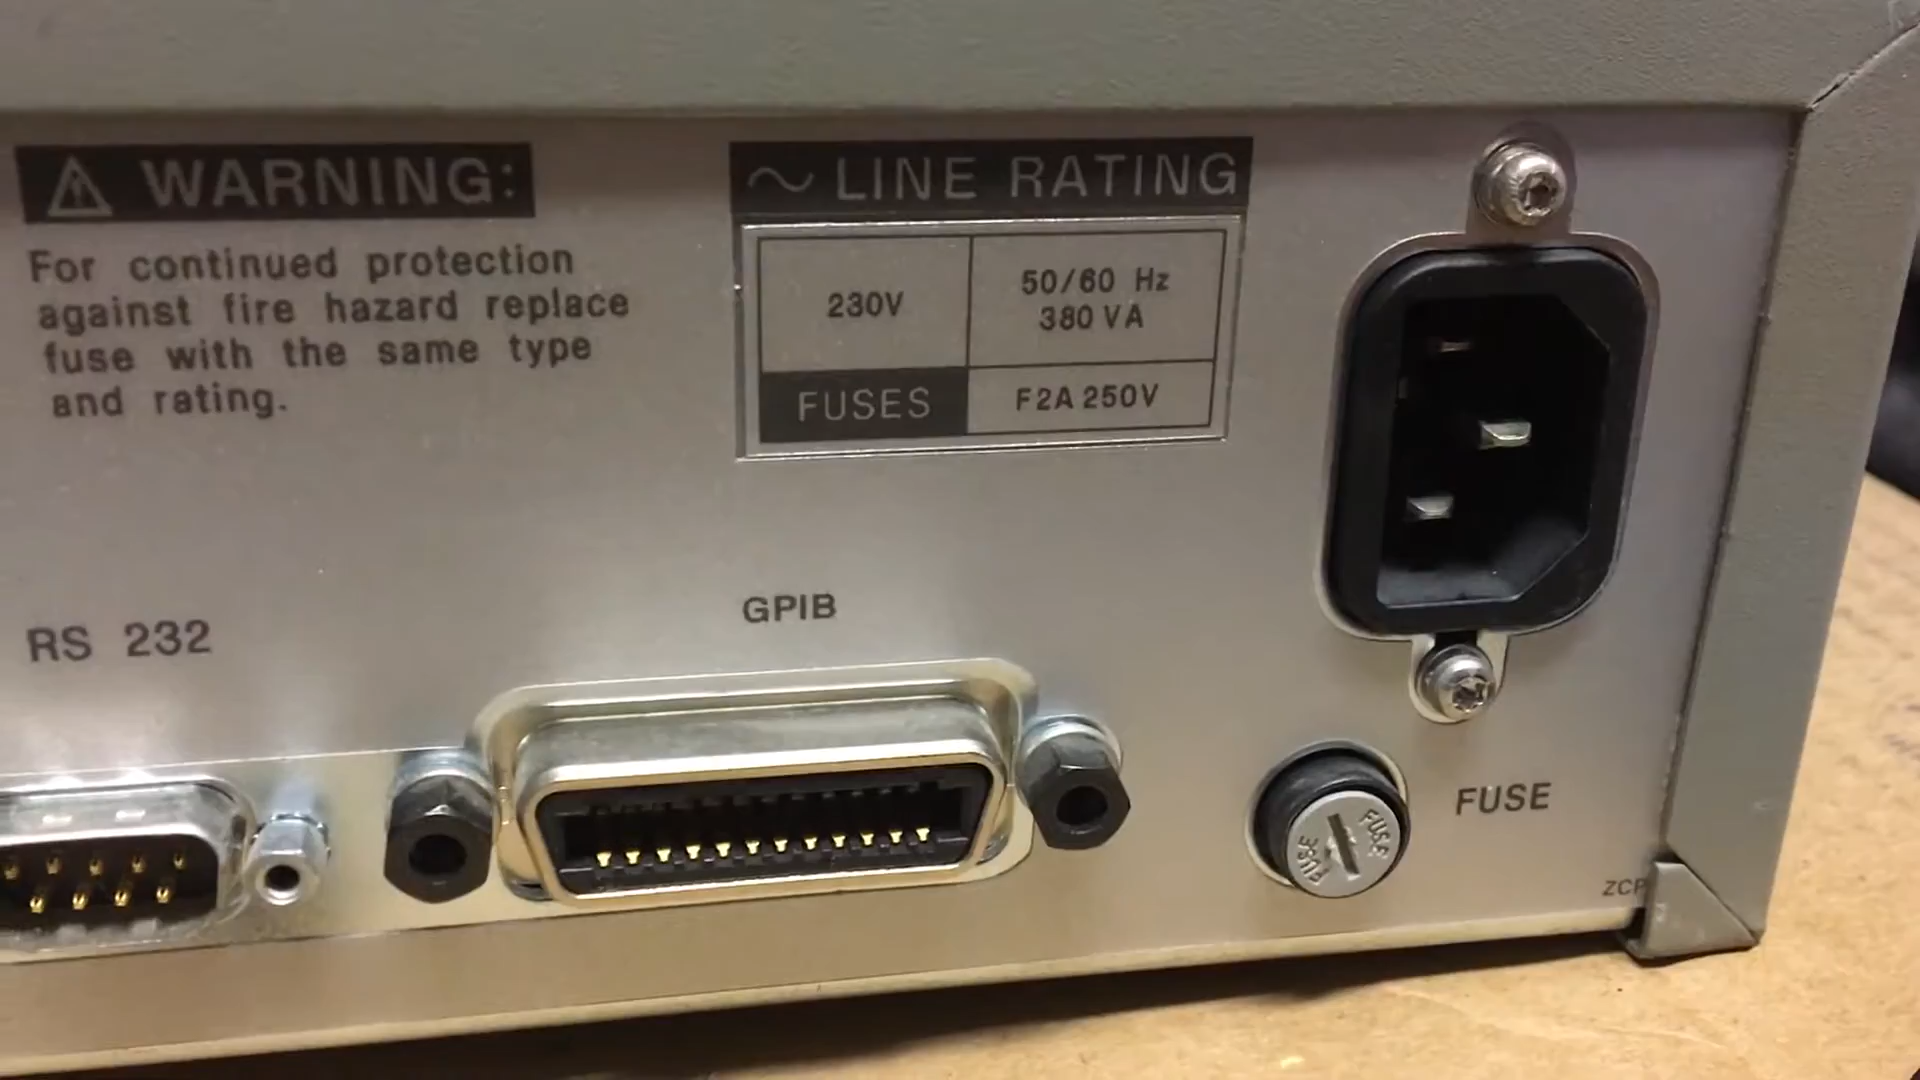 WARNING:
For continued protection
against fire hazard replace
fuse with the same type
and rating.
~ LINE RATING
230V
50/60 Hz
380 VA
FUSES
F2A 250V
RS 232
GPIB
FUSE
FUSE
FUSE
ZCP